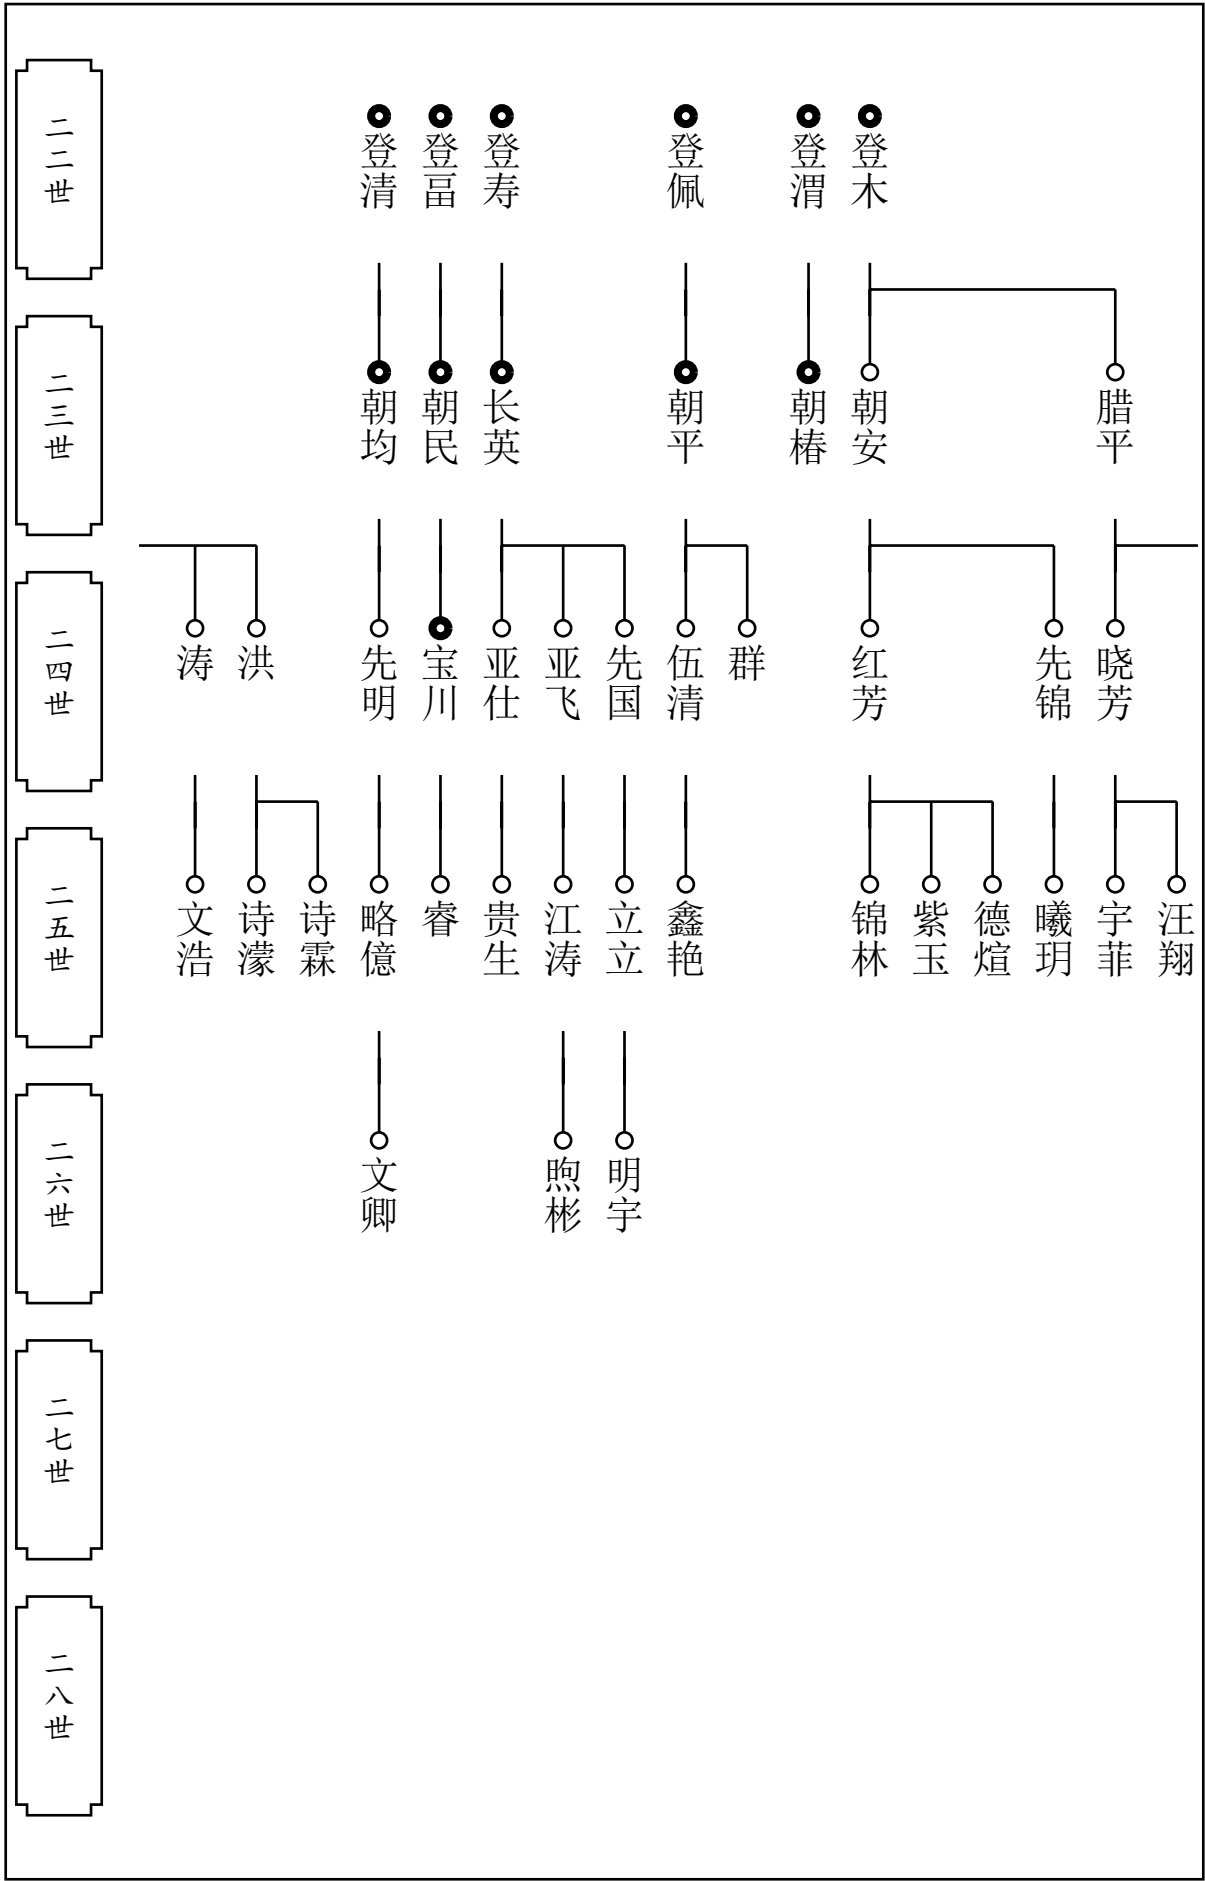 二二世
登木
登渭
登佩
登寿
登畐
登清
二三世
腊平
朝安
朝椿
朝平
长英
朝民
朝均
二四世
晓芳
先锦
红芳
群
伍清
先国
亚飞
亚仕
宝川
先明
洪
涛
二五世
汪翔
宇菲
曦玥
德煊
紫玉
锦林
鑫艳
立立
江涛
贵生
睿
略億
诗霖
诗濛
文浩
二六世
明宇
煦彬
文卿
二七世
二八世